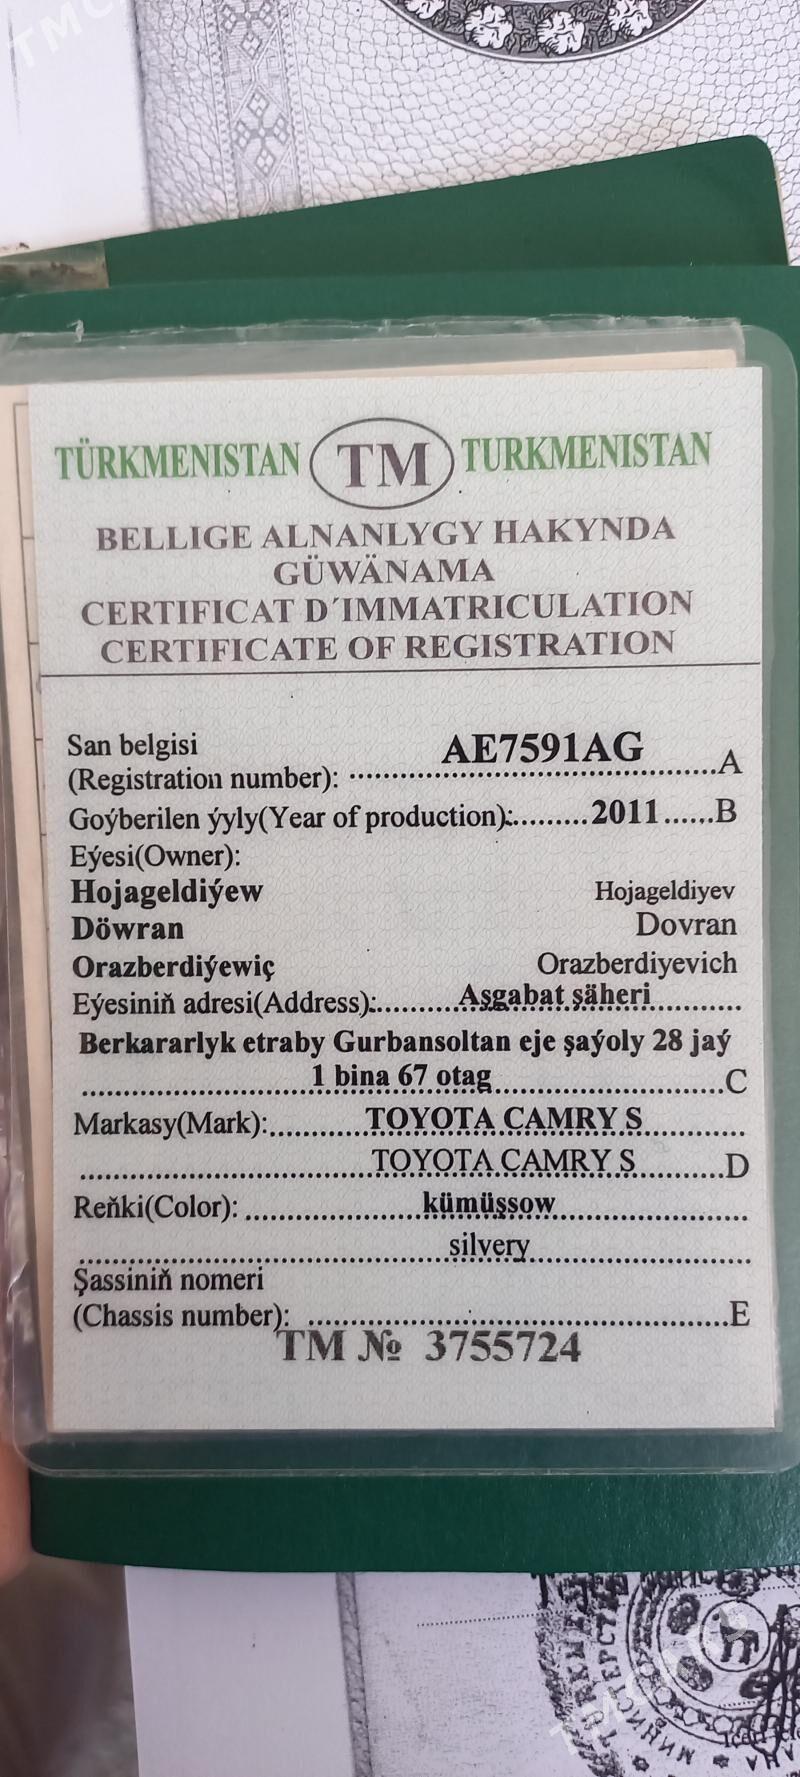 TÜRKMENISTAN TM TURKMENISTAN
BELLIGE ALNANLYGY HAKYNDA
GÜWÄNAMA
CERTIFICAT D´IMMATRICULATION
CERTIFICATE OF REGISTRATION
San belgisi
(Registration number): AE7591AG A
Goýberilen ýyly(Year of production): 2011 B
Eýesi(Owner):
Hojageldiýew Hojageldiyev
Döwran Dovran
Orazberdiýewiç Orazberdiyevich
Eýesiniň adresi(Address): Aşgabat şäheri
Berkararlyk etraby Gurbansoltan eje şaýoly 28 jaý
1 bina 67 otag C
Markasy(Mark): TOYOTA CAMRY S
TOYOTA CAMRY S D
Reňki(Color): kümüşsow
silvery
Şassiniň nomeri
(Chassis number): E
TM № 3755724